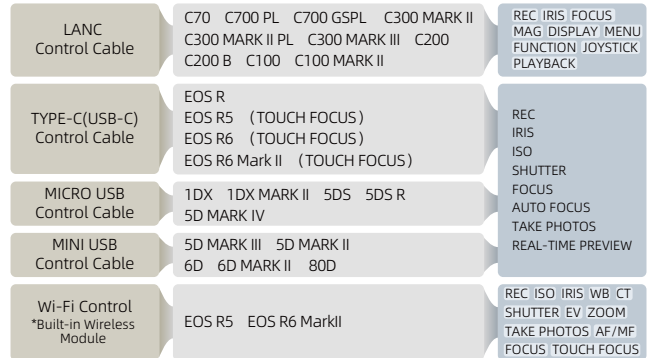 LANC
Control Cable
C70 C700 PL C700 GSPL C300 MARK II
C300 MARK II PL C300 MARK III C200
C200 B C100 C100 MARK II
REC IRIS FOCUS
MAG DISPLAY MENU
FUNCTION JOYSTICK
PLAYBACK
TYPE-C(USB-C)
Control Cable
EOS R
EOS R5 (TOUCH FOCUS)
EOS R6 (TOUCH FOCUS)
EOS R6 Mark II (TOUCH FOCUS)
MICRO USB
Control Cable
1DX 1DX MARK II 5DS 5DS R
5D MARK IV
MINI USB
Control Cable
5D MARK III 5D MARK II
6D 6D MARK II 80D
REC
IRIS
ISO
SHUTTER
FOCUS
AUTO FOCUS
TAKE PHOTOS
REAL-TIME PREVIEW
Wi-Fi Control
*Built-in Wireless
Module
EOS R5 EOS R6 MarkII
REC ISO IRIS WB CT
SHUTTER EV ZOOM
TAKE PHOTOS AF/MF
FOCUS TOUCH FOCUS